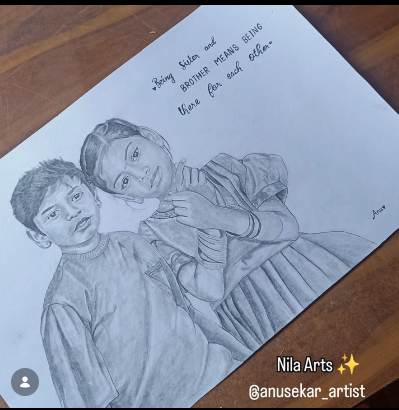 ♥Being Sister and
BROTHER MEANS BEING
there for each other♥
Anu♥
Nila Arts ✨
@anusekar_artist